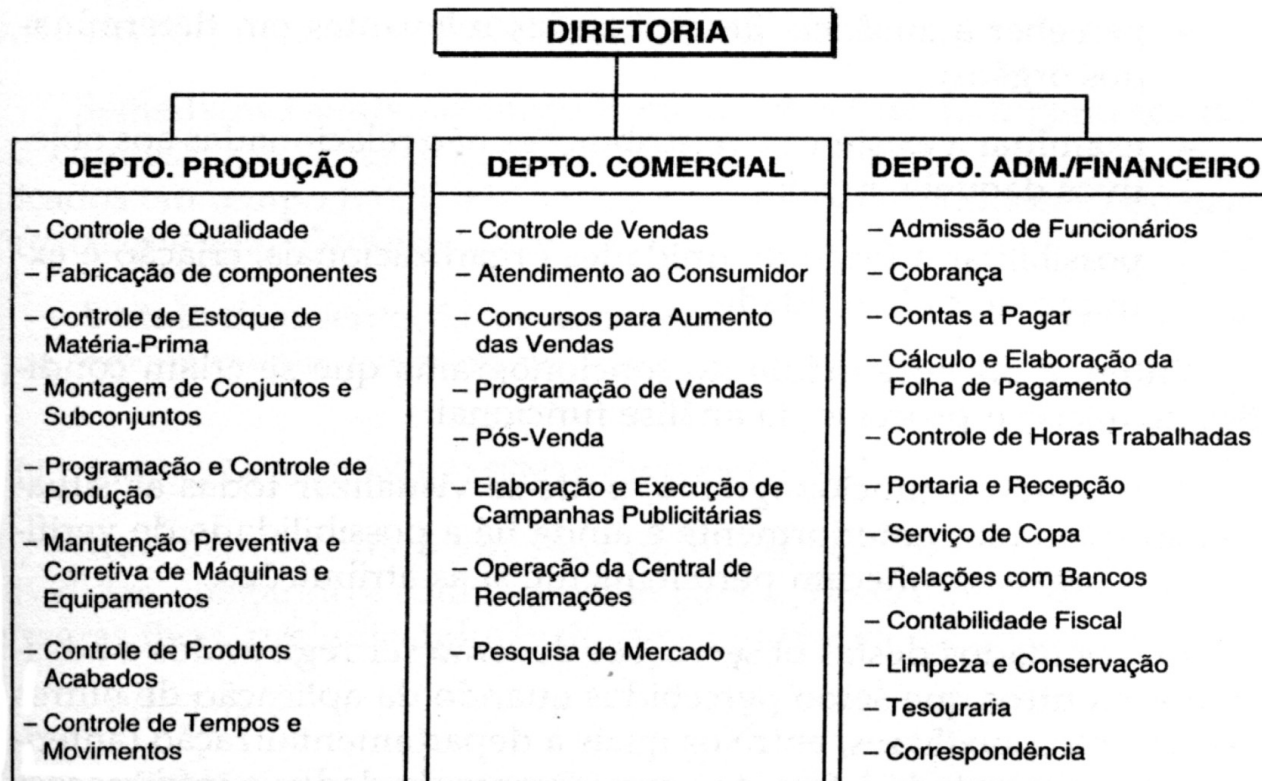 DIRETORIA
DEPTO. PRODUÇÃO
– Controle de Qualidade
– Fabricação de componentes
– Controle de Estoque de
Matéria-Prima
– Montagem de Conjuntos e
Subconjuntos
– Programação e Controle de
Produção
– Manutenção Preventiva e
Corretiva de Máquinas e
Equipamentos
– Controle de Produtos
Acabados
– Controle de Tempos e
Movimentos
DEPTO. COMERCIAL
– Controle de Vendas
– Atendimento ao Consumidor
– Concursos para Aumento
das Vendas
– Programação de Vendas
– Pós-Venda
– Elaboração e Execução de
Campanhas Publicitárias
– Operação da Central de
Reclamações
– Pesquisa de Mercado
DEPTO. ADM./FINANCEIRO
– Admissão de Funcionários
– Cobrança
– Contas a Pagar
– Cálculo e Elaboração da
Folha de Pagamento
– Controle de Horas Trabalhadas
– Portaria e Recepção
– Serviço de Copa
– Relações com Bancos
– Contabilidade Fiscal
– Limpeza e Conservação
– Tesouraria
– Correspondência